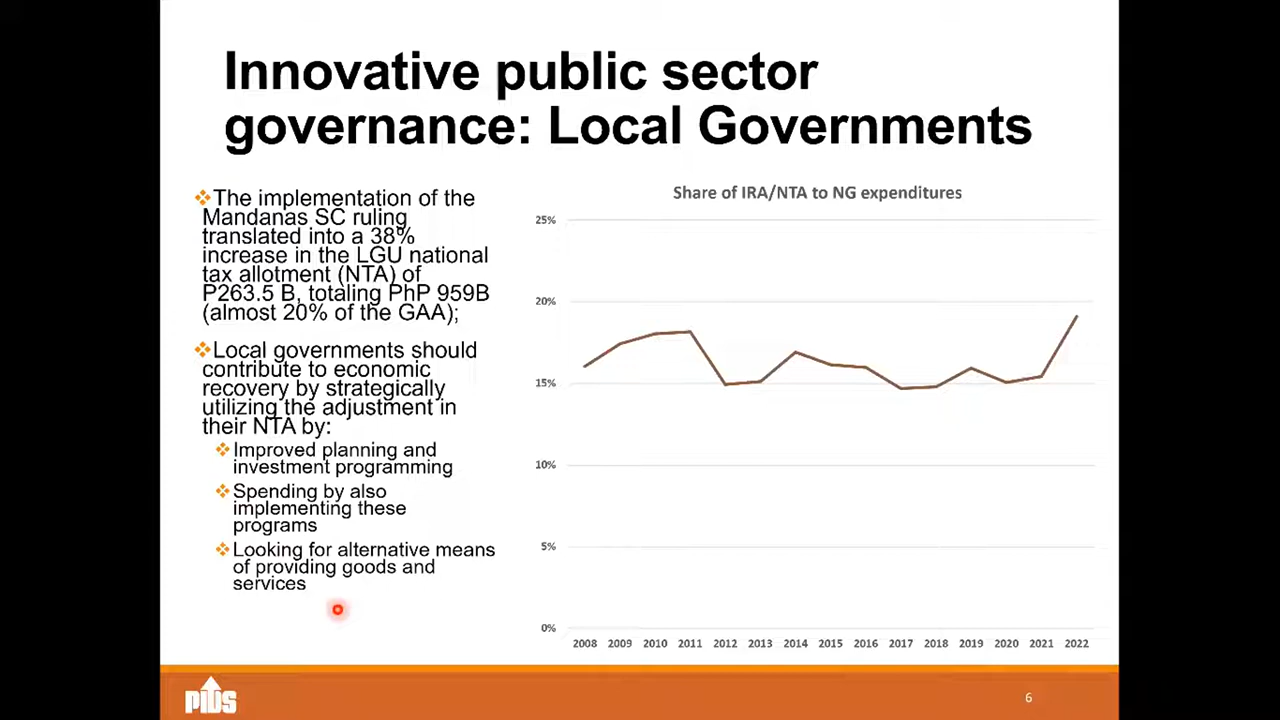 Innovative public sector
governance: Local Governments
The implementation of the
Mandanas SC ruling
translated into a 38%
increase in the LGU national
tax allotment (NTA) of
P263.5 B, totaling PhP 959B
(almost 20% of the GAA);
Local governments should
contribute to economic
recovery by strategically
utilizing the adjustment in
their NTA by:
Improved planning and
investment programming
Spending by also
implementing these
programs
Looking for alternative means
of providing goods and
services
Share of IRA/NTA to NG expenditures
25%
20%
15%
10%
5%
0%
2008 2009 2010 2011 2012 2013 2014 2015 2016 2017 2018 2019 2020 2021 2022
PIDS
6